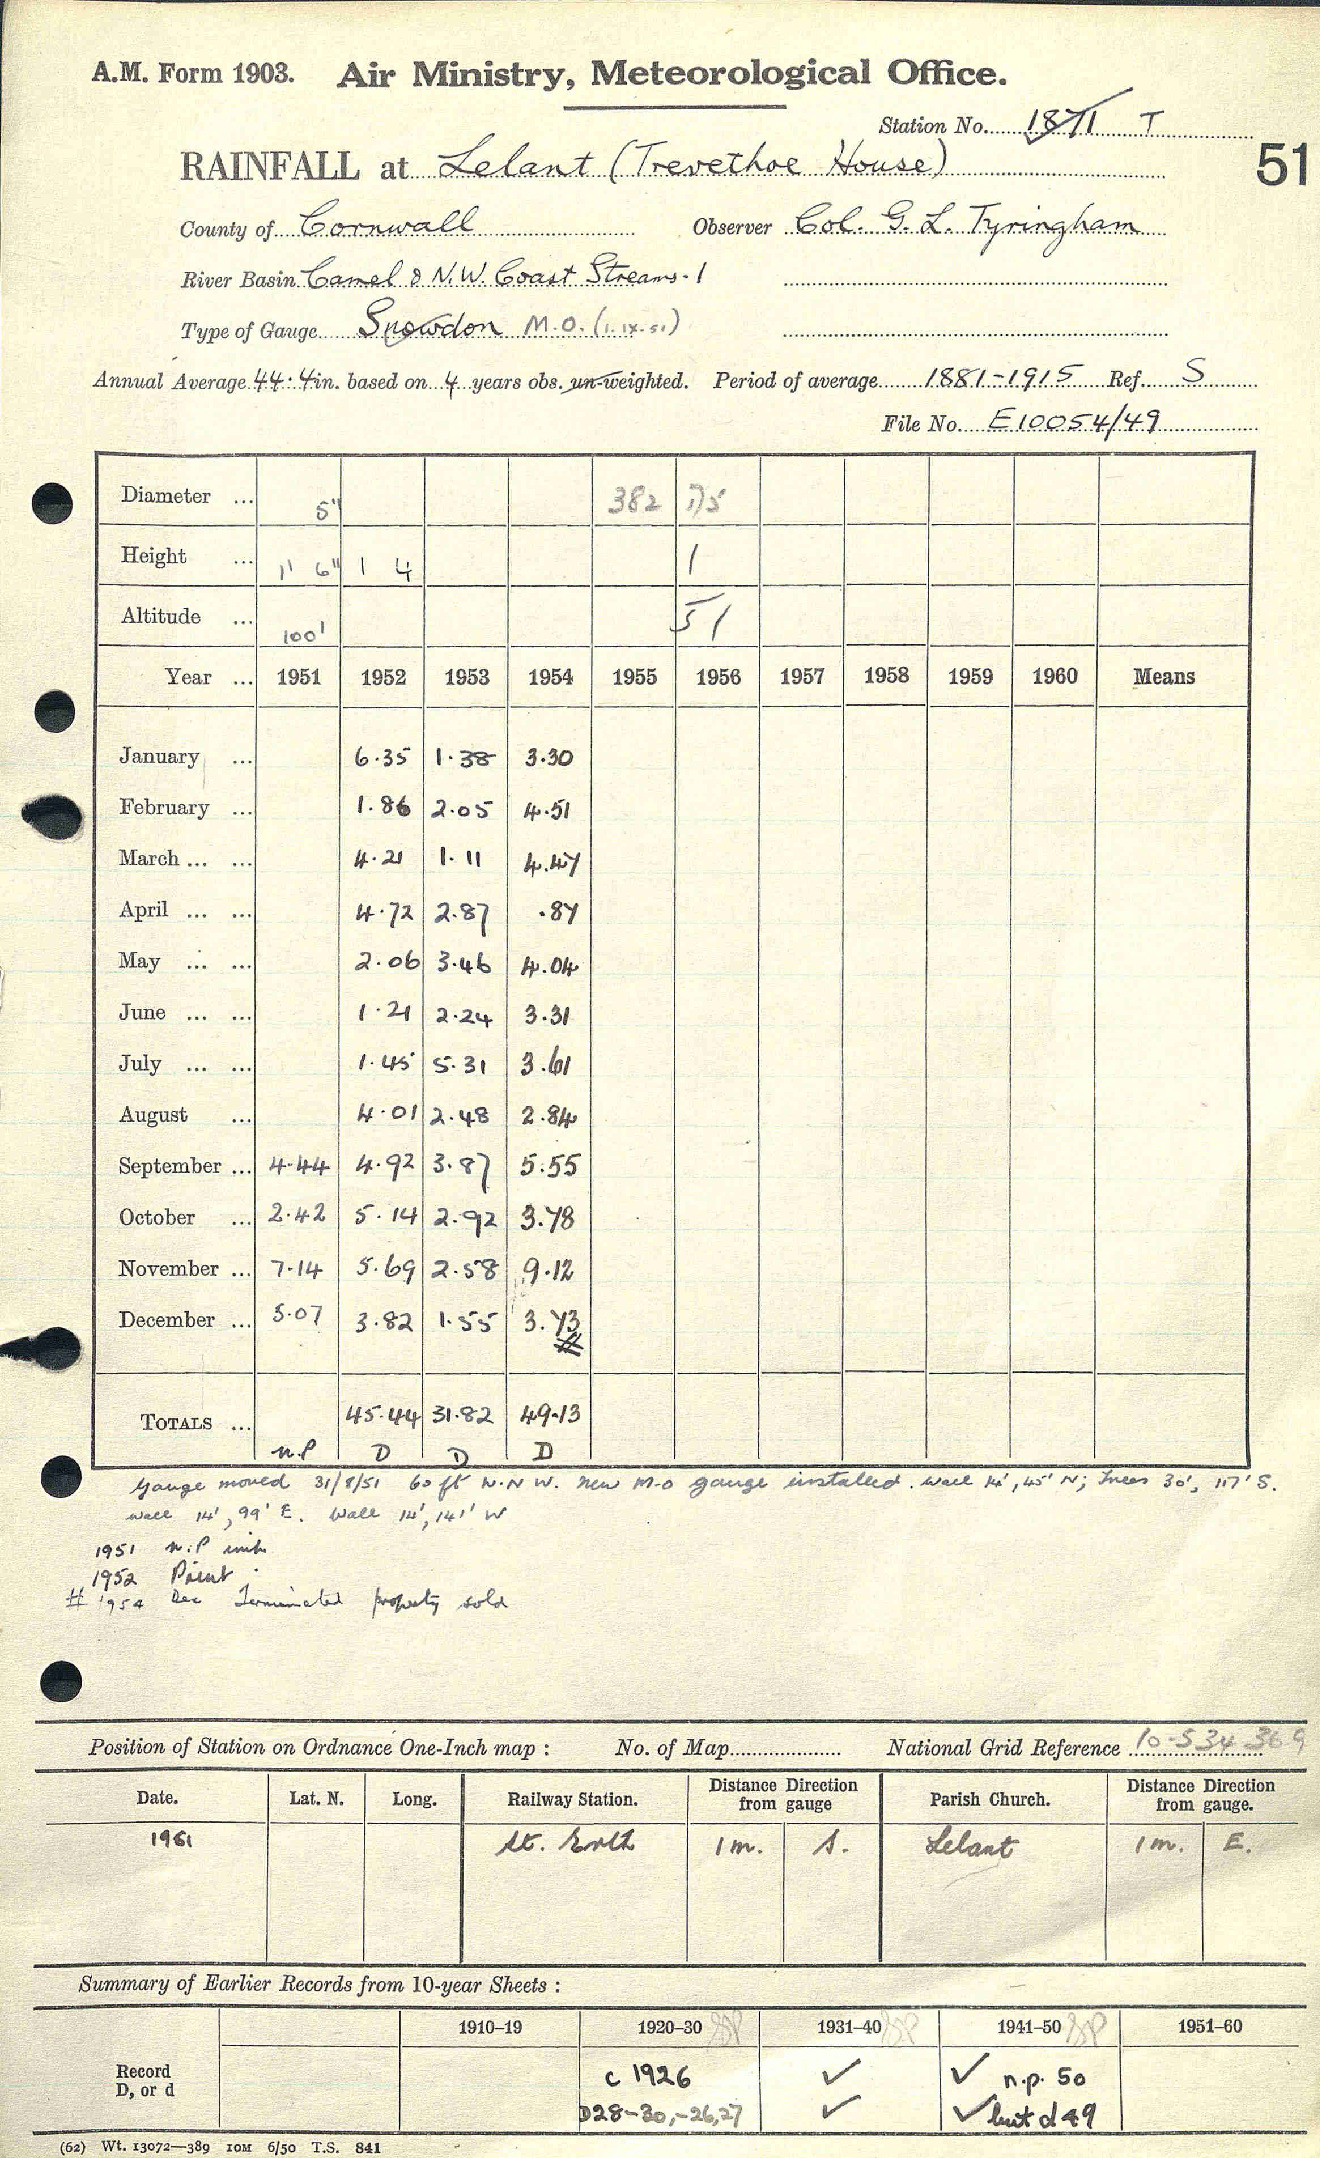 A.M. Form 1903. Air Ministry, Meteorological Office.
Station No. 1871 T
51
RAINFALL at Lelant (Trevethoe House)
County of Cornwall Observer Col. G. L. Tyringham
River Basin Camel & N.W. Coast Streams - 1
Type of Gauge Snowdon M.O. (1.IX.51)
Annual Average 44.4 in. based on 4 years obs. un-weighted. Period of average 1881-1915 Ref. S
File No. E10054/49
Diameter ... 5" 382 175
Height ... 1' 6" 1 4 1
Altitude ... 100' 51
Year ... 1951 1952 1953 1954 1955 1956 1957 1958 1959 1960 Means
January ... 6.35 1.38 3.30
February ... 1.86 2.05 4.51
March ... ... 4.21 1.11 4.47
April ... ... 4.72 2.87 .87
May ... ... 2.06 3.46 4.04
June ... ... 1.21 2.24 3.31
July ... ... 1.45 5.31 3.61
August ... 4.01 2.48 2.84
September ... 4.44 4.92 3.87 5.55
October ... 2.42 5.14 2.92 3.78
November ... 7.14 5.69 2.58 9.12
December ... 5.07 3.82 1.55 3.73
#
TOTALS ... 45.44 31.82 49.13
n.P D D D
Gauge moved 31/8/51 60 ft N.N.W. new M-O gauge installed. wall 14', 45' N; Trees 30', 117' S.
wall 14', 99' E. Wall 14', 141' W
1951 n.P
1952 Print
# 1954 Dec Terminated property sold
Position of Station on Ordnance One-Inch map : No. of Map National Grid Reference 10-534 369
Date. Lat. N. Long. Railway Station. Distance from Direction gauge Parish Church. Distance from Direction gauge.
1951 St. Erth 1 m. S. Lelant 1 m. E.
Summary of Earlier Records from 10-year Sheets :
1910–19 1920–30 1931–40 1941–50 1951–60
Record c 1926 ✓ ✓ n.p. 50
D, or d D28-30,-26,27 ✓ ✓ but d 49
(62) Wt. 13072—389 10M 6/50 T.S. 841